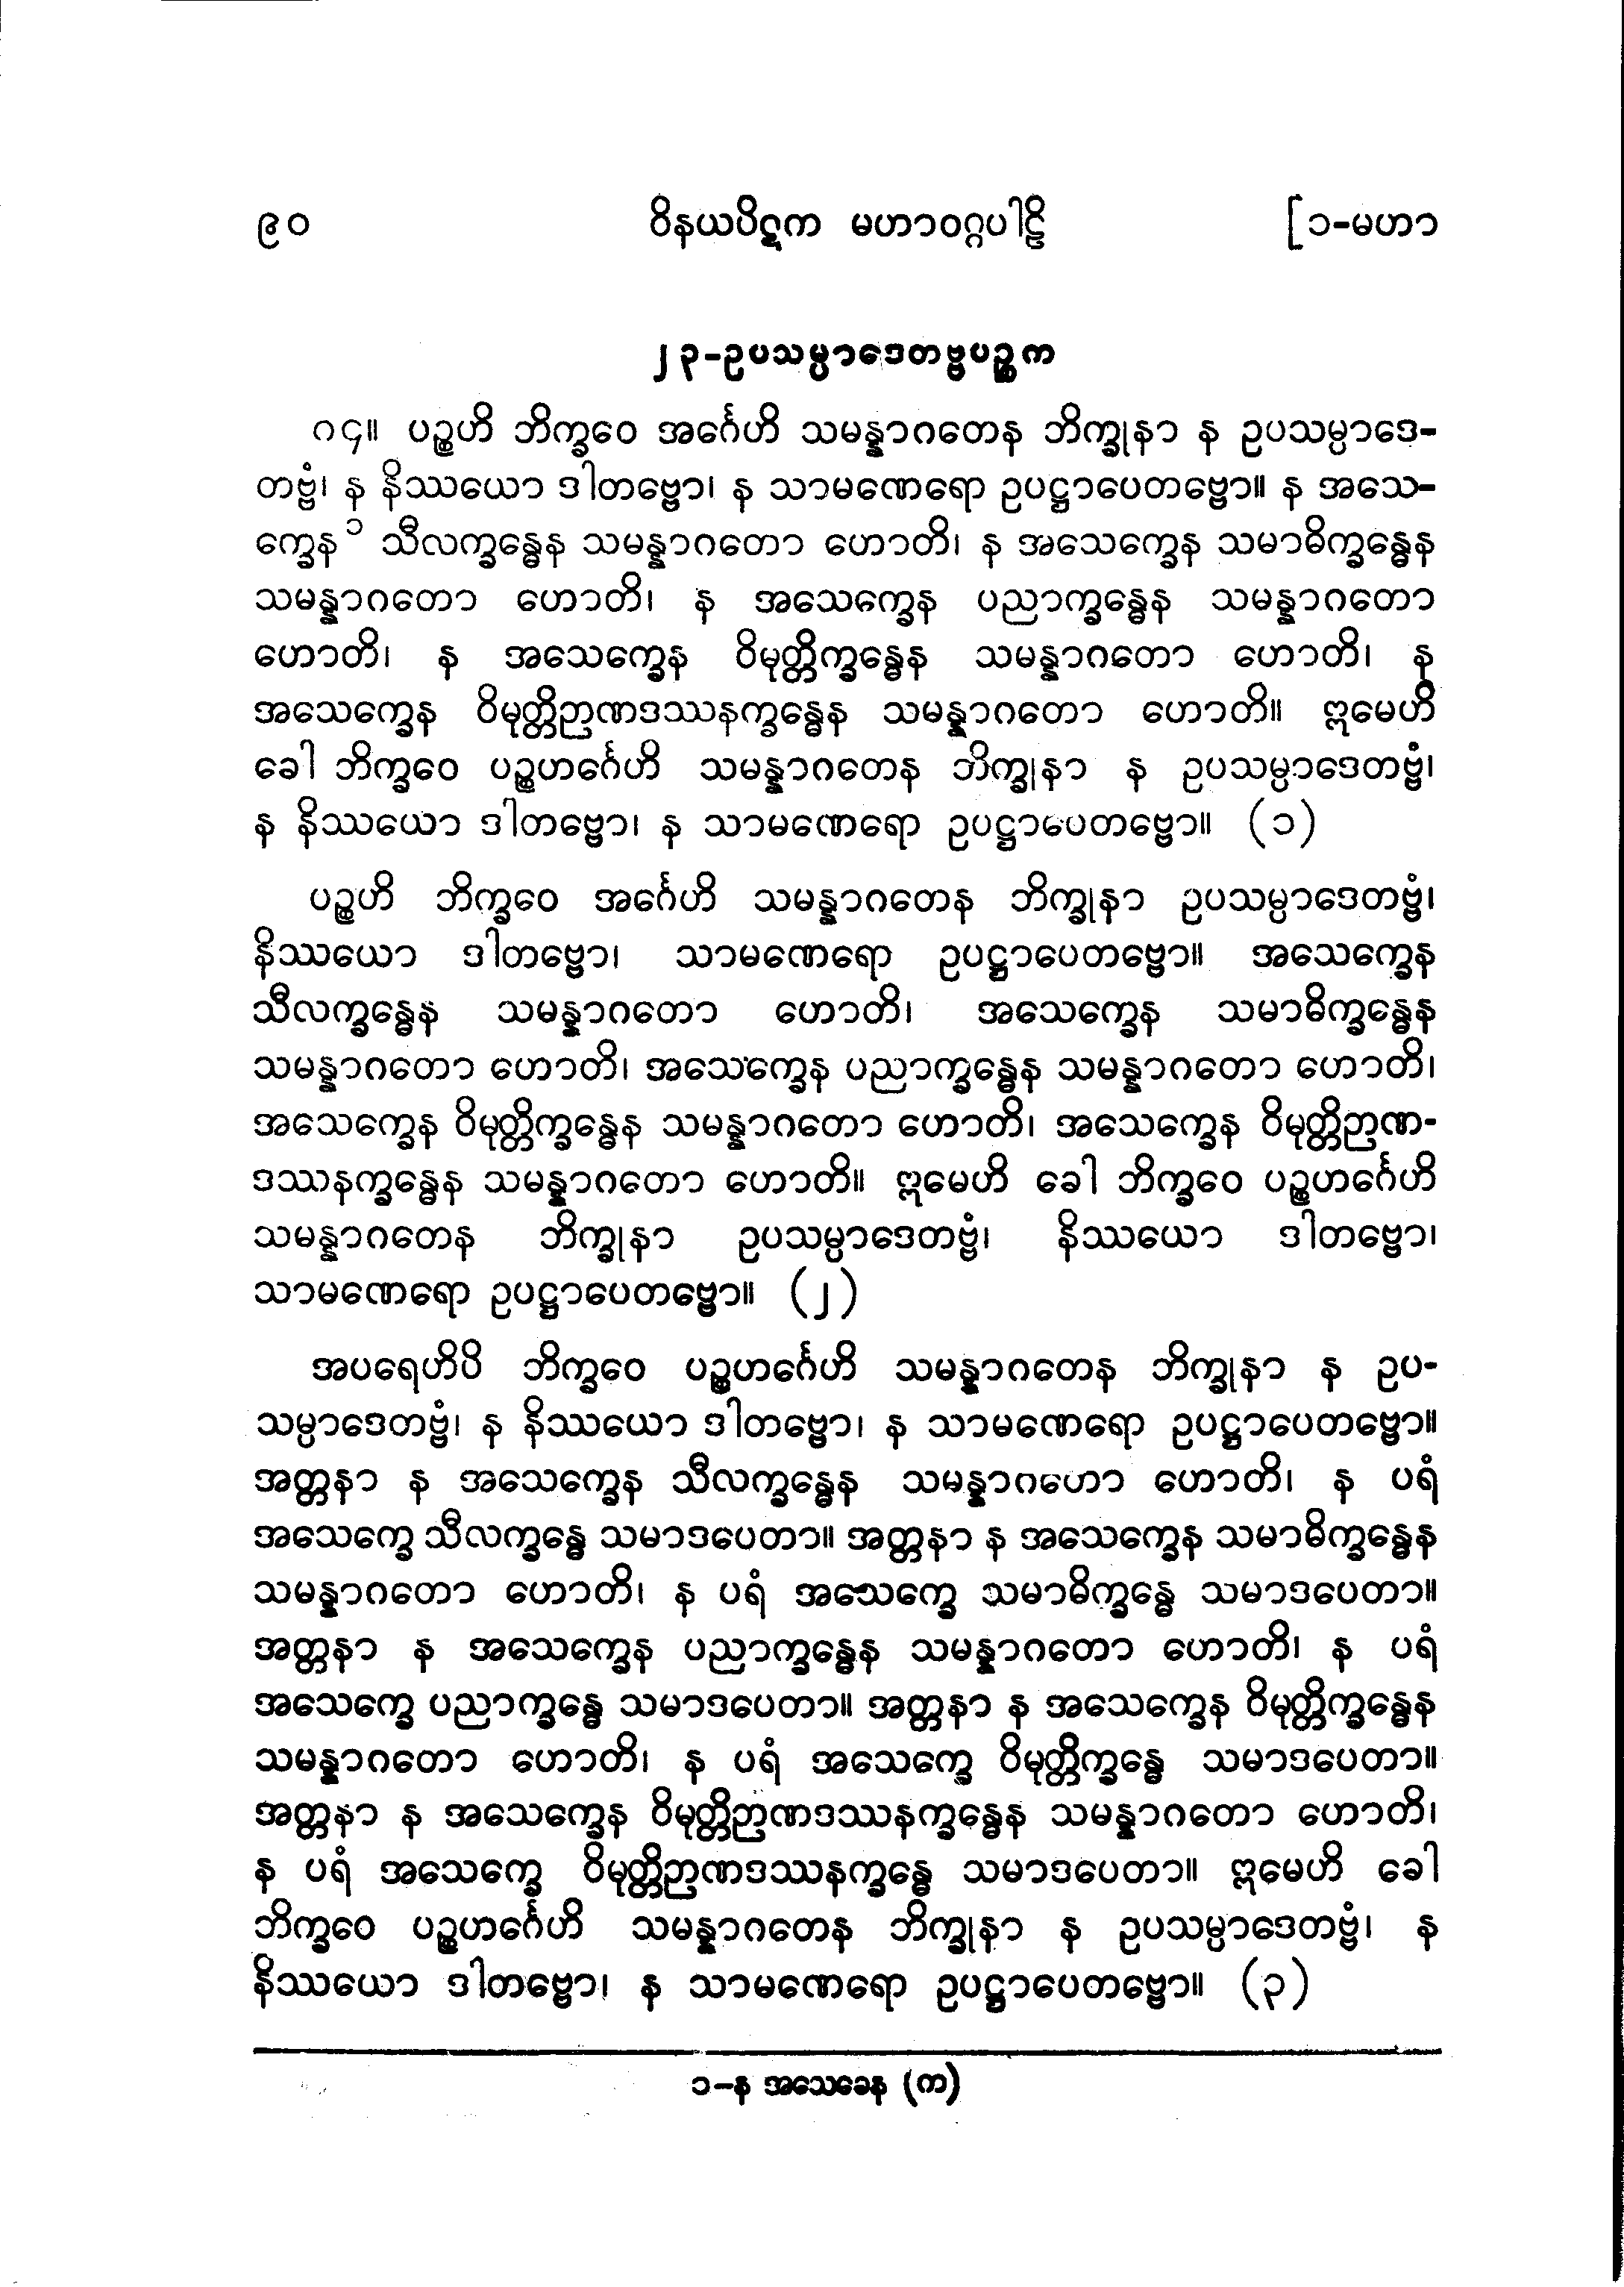 ၉၀ ဝိနယပိဋက မဟာဝဂ္ဂပါဠိ [၁-မဟာ
၂၃-ဥပသမ္ပာဒေတဗ္ဗပဉ္စက
၈၄။ ပဉ္စဟိ ဘိက္ခဝေ အင်္ဂေဟိ သမန္နာဂတေန ဘိက္ခုနာ န ဥပသမ္ပာဒေ-
တဗ္ဗံ၊ န နိဿယော ဒါတဗ္ဗော၊ န သာမဏေရော ဥပဋ္ဌာပေတဗ္ဗော။ န အသေ-
က္ခေန ၁ သီလက္ခန္ဓေန သမန္နာဂတော ဟောတိ၊ န အသေက္ခေန သမာဓိက္ခန္ဓေန
သမန္နာဂတော ဟောတိ၊ န အသေက္ခေန ပညာက္ခန္ဓေန သမန္နာဂတော
ဟောတိ၊ န အသေက္ခေန ဝိမုတ္တိက္ခန္ဓေန သမန္နာဂတော ဟောတိ၊ န
အသေက္ခေန ဝိမုတ္တိဉာဏဒဿနက္ခန္ဓေန သမန္နာဂတော ဟောတိ။ ဣမေဟိ
ခေါ ဘိက္ခဝေ ပဉ္စဟင်္ဂေဟိ သမန္နာဂတေန ဘိက္ခုနာ န ဥပသမ္ပာဒေတဗ္ဗံ၊
န နိဿယော ဒါတဗ္ဗော၊ န သာမဏေရော ဥပဋ္ဌာပေတဗ္ဗော။ (၁)
ပဉ္စဟိ ဘိက္ခဝေ အင်္ဂေဟိ သမန္နာဂတေန ဘိက္ခုနာ ဥပသမ္ပာဒေတဗ္ဗံ၊
နိဿယော ဒါတဗ္ဗော၊ သာမဏေရော ဥပဋ္ဌာပေတဗ္ဗော။ အသေက္ခေန
သီလက္ခန္ဓေန သမန္နာဂတော ဟောတိ၊ အသေက္ခေန သမာဓိက္ခန္ဓေန
သမန္နာဂတော ဟောတိ၊ အသေက္ခေန ပညာက္ခန္ဓေန သမန္နာဂတော ဟောတိ၊
အသေက္ခေန ဝိမုတ္တိက္ခန္ဓေန သမန္နာဂတော ဟောတိ၊ အသေက္ခေန ဝိမုတ္တိဉာဏ-
ဒဿနက္ခန္ဓေန သမန္နာဂတော ဟောတိ။ ဣမေဟိ ခေါ ဘိက္ခဝေ ပဉ္စဟင်္ဂေဟိ
သမန္နာဂတေန ဘိက္ခုနာ ဥပသမ္ပာဒေတဗ္ဗံ၊ နိဿယော ဒါတဗ္ဗော၊
သာမဏေရော ဥပဋ္ဌာပေတဗ္ဗော။ (၂)
အပရေဟိပိ ဘိက္ခဝေ ပဉ္စဟင်္ဂေဟိ သမန္နာဂတေန ဘိက္ခုနာ န ဥပ-
သမ္ပာဒေတဗ္ဗံ၊ န နိဿယော ဒါတဗ္ဗော၊ န သာမဏေရော ဥပဋ္ဌာပေတဗ္ဗော။
အတ္တနာ န အသေက္ခေန သီလက္ခန္ဓေန သမန္နာဂဟော ဟောတိ၊ န ပရံ
အသေက္ခေ သီလက္ခန္ဓေ သမာဒပေတာ။ အတ္တနာ န အသေက္ခေန သမာဓိက္ခန္ဓေန
သမန္နာဂတော ဟောတိ၊ န ပရံ အသေက္ခေ သမာဓိက္ခန္ဓေ သမာဒပေတာ။
အတ္တနာ န အသေက္ခေန ပညာက္ခန္ဓေန သမန္နာဂတော ဟောတိ၊ န ပရံ
အသေက္ခေ ပညာက္ခန္ဓေ သမာဒပေတာ။ အတ္တနာ န အသေက္ခေန ဝိမုတ္တိက္ခန္ဓေန
သမန္နာဂတော ဟောတိ၊ န ပရံ အသေက္ခေ ဝိမုတ္တိက္ခန္ဓေ သမာဒပေတာ။
အတ္တနာ န အသေက္ခေန ဝိမုတ္တိဉာဏဒဿနက္ခန္ဓေန သမန္နာဂတော ဟောတိ၊
န ပရံ အသေက္ခေ ဝိမုတ္တိဉာဏဒဿနက္ခန္ဓေ သမာဒပေတာ။ ဣမေဟိ ခေါ
ဘိက္ခဝေ ပဉ္စဟင်္ဂေဟိ သမန္နာဂတေန ဘိက္ခုနာ န ဥပသမ္ပာဒေတဗ္ဗံ၊ န
နိဿယော ဒါတဗ္ဗော၊ န သာမဏေရော ဥပဋ္ဌာပေတဗ္ဗော။ (၃)
၁-န အသေခေန (က)